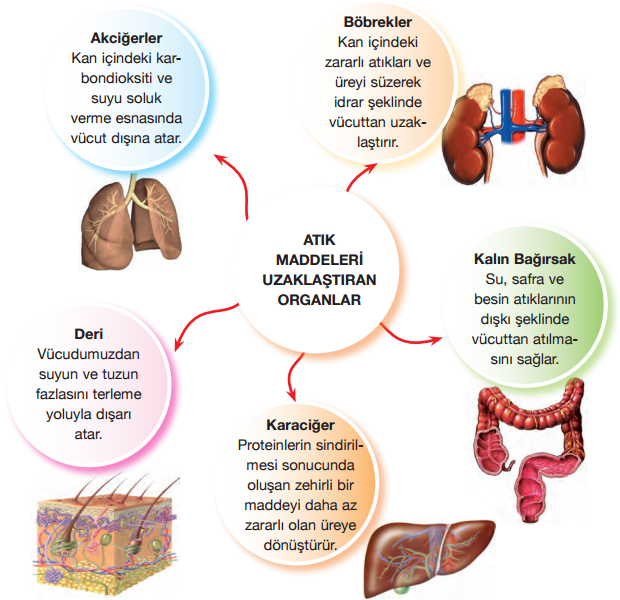 Akciğerler
Kan içindeki kar-
bondioksiti ve
suyu soluk
verme esnasında
vücut dışına atar.
Böbrekler
Kan içindeki
zararlı atıkları ve
üreyi süzerek
idrar şeklinde
vücuttan uzak-
laştırır.
ATIK
MADDELERİ
UZAKLAŞTIRAN
ORGANLAR
Kalın Bağırsak
Su, safra ve
besin atıklarının
dışkı şeklinde
vücuttan atılma-
sını sağlar.
Deri
Vücudumuzdan
suyun ve tuzun
fazlasını terleme
yoluyla dışarı
atar.
Karaciğer
Proteinlerin sindiril-
mesi sonucunda
oluşan zehirli bir
maddeyi daha az
zararlı olan üreye
dönüştürür.